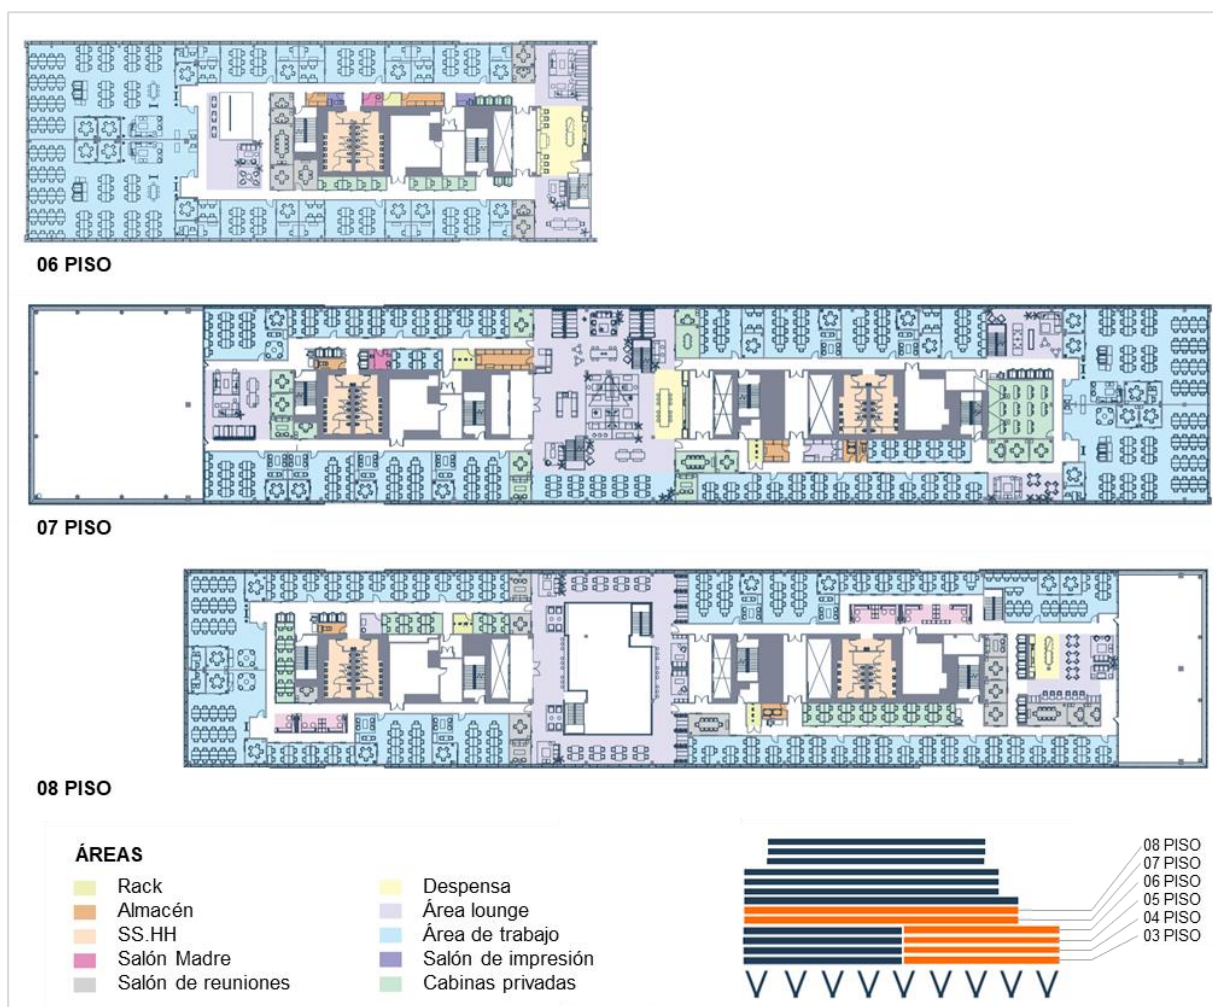 06 PISO
07 PISO
08 PISO
ÁREAS
Rack
Almacén
SS.HH
Salón Madre
Salón de reuniones
Despensa
Área lounge
Área de trabajo
Salón de impresión
Cabinas privadas
08 PISO
07 PISO
06 PISO
05 PISO
04 PISO
03 PISO